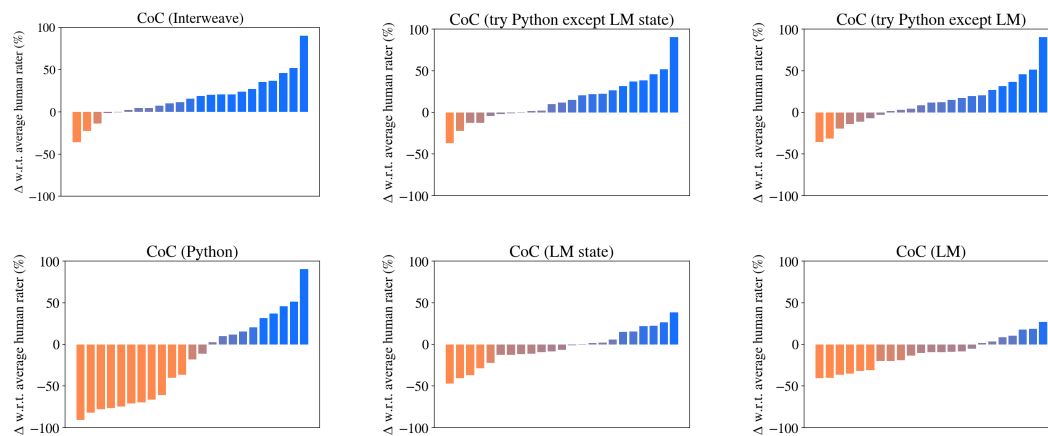 CoC (Interweave)
Δ w.r.t. average human rater (%)
100
50
0
−50
−100
CoC (try Python except LM state)
Δ w.r.t. average human rater (%)
100
50
0
−50
−100
CoC (try Python except LM)
Δ w.r.t. average human rater (%)
100
50
0
−50
−100
CoC (Python)
Δ w.r.t. average human rater (%)
100
50
0
−50
−100
CoC (LM state)
Δ w.r.t. average human rater (%)
100
50
0
−50
−100
CoC (LM)
Δ w.r.t. average human rater (%)
100
50
0
−50
−100